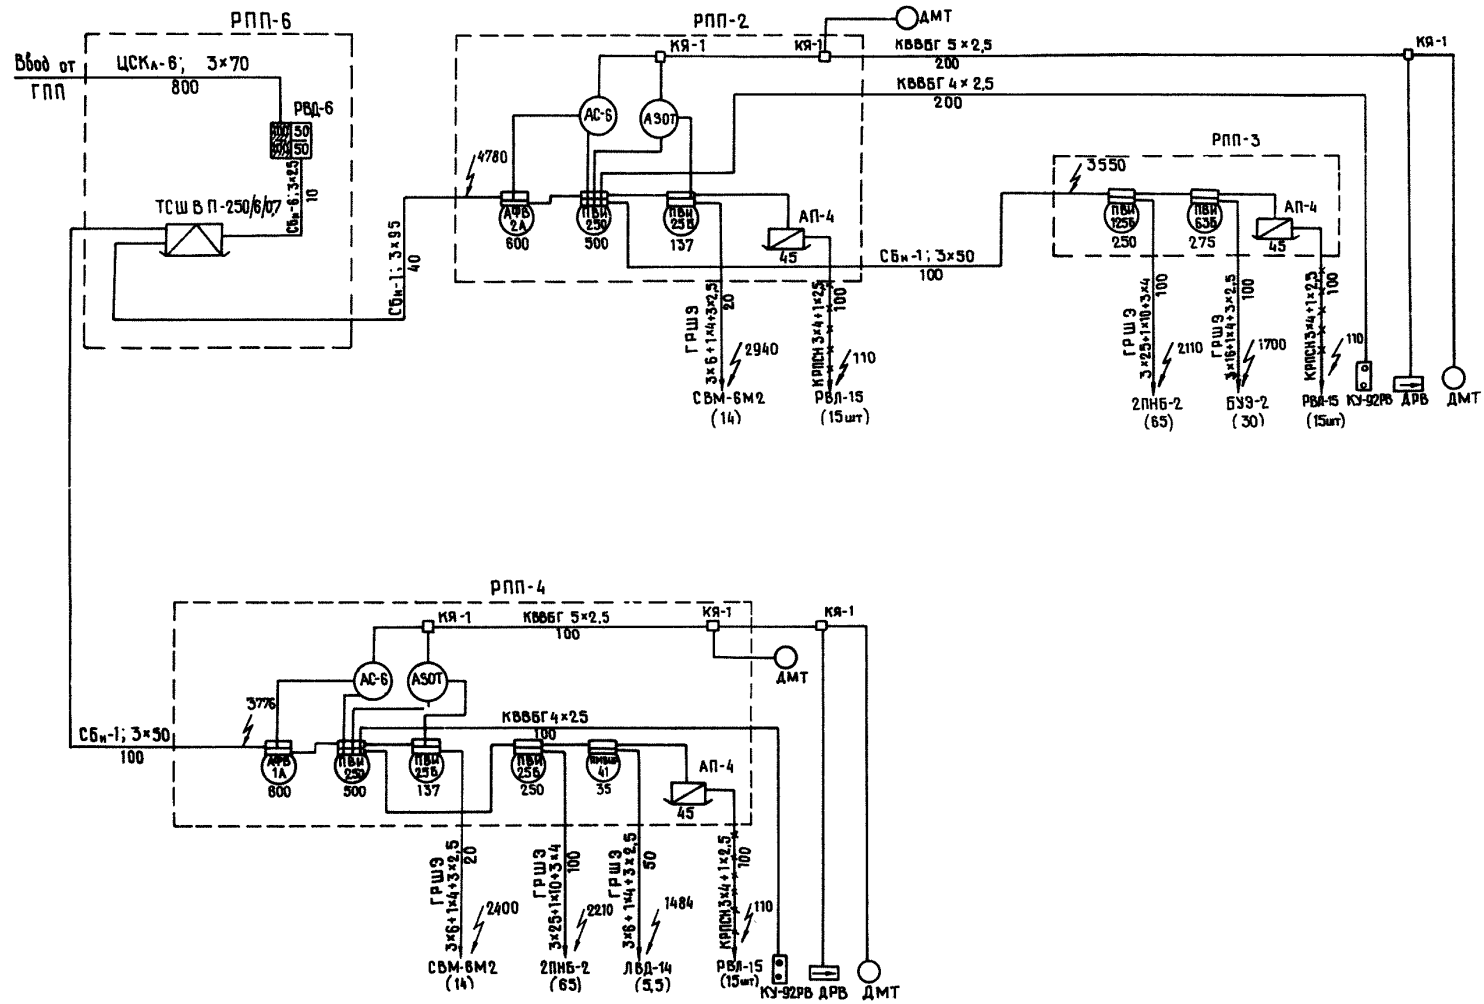 РПП-6
Ввод от
ГПП
ЦСКл-6; 3×70
800
РВД-6
50
50
СБн-6; 3×25
10
ТСШВП-250/6/0,7
СБн-1; 3×95
40
РПП-2
КЯ-1
КЯ-1
ДМТ
КВВБГ 5×2,5
200
КВВБГ 4×2,5
200
КЯ-1
АС-6
АЗОТ
4780
АФВ
2А
600
ПВИ
250
500
ПВИ
25Б
137
АП-4
45
СБн-1; 3×50
100
ГРШЭ
3×6+1×4+3×2,5
20
2940
СВМ-6М2
(14)
КРПСН 3×4+1×2,5
100
110
РВЛ-15
(15шт)
РПП-3
3550
ПВИ
125Б
250
ПВИ
63Б
275
АП-4
45
ГРШЭ
3×25+1×10+3×4
100
2110
2ПНБ-2
(65)
ГРШЭ
3×16+1×4+3×2,5
100
1700
БУЭ-2
(30)
КРПСН 3×4+1×2,5
100
110
РВЛ-15
(15шт)
КУ-92РВ
ДРВ
ДМТ
РПП-4
КЯ-1
КВВБГ 5×2,5
100
КЯ-1
КЯ-1
ДМТ
АС-6
АЗОТ
3776
СБн-1; 3×50
100
КВВБГ 4×25
100
АФВ
1А
600
ПВИ
250
500
ПВИ
25Б
137
ПВИ
25Б
250
41
35
АП-4
45
ГРШЭ
3×6+1×4+3×2,5
20
2400
СВМ-6М2
(14)
ГРШЭ
3×25+1×10+3×4
100
2210
2ПНБ-2
(65)
ГРШЭ
3×6+1×4+3×2,5
50
1484
ЛВД-14
(5,5)
КРПСН 3×4+1×2,5
100
110
РВЛ-15
(15шт)
КУ-92РВ
ДРВ
ДМТ